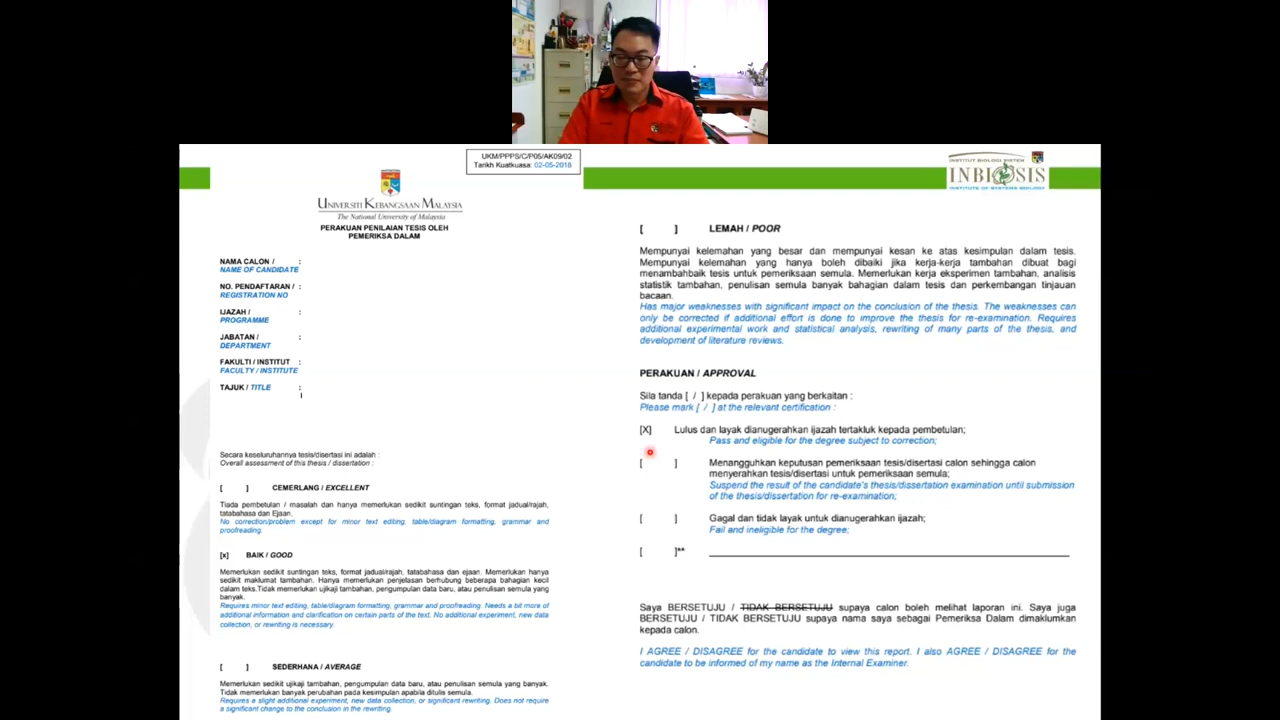 UKM/PPPS/C/P05/AK09/02
Tarikh Kuatkuasa: 02-05-2018
UNIVERSITI KEBANGSAAN MALAYSIA
The National University of Malaysia
PERAKUAN PENILAIAN TESIS OLEH
PEMERIKSA DALAM
NAMA CALON / :
NAME OF CANDIDATE
NO. PENDAFTARAN / :
REGISTRATION NO
IJAZAH / :
PROGRAMME
JABATAN / :
DEPARTMENT
FAKULTI / INSTITUT :
FACULTY / INSTITUTE
TAJUK / TITLE :
Secara keseluruhannya tesis/disertasi ini adalah :
Overall assessment of this thesis / dissertation :
[ ] CEMERLANG / EXCELLENT
Tiada pembetulan / masalah dan hanya memerlukan sedikit suntingan teks, format jadual/rajah,
tatabahasa dan Ejaan.
No correction/problem except for minor text editing, table/diagram formatting, grammar and
proofreading.
[x] BAIK / GOOD
Memerlukan sedikit suntingan teks, format jadual/rajah, tatabahasa dan ejaan. Memerlukan hanya
sedikit maklumat tambahan. Hanya memerlukan penjelasan berhubung beberapa bahagian kecil
dalam teks.Tidak memerlukan ujikaji tambahan, pengumpulan data baru, atau penulisan semula yang
banyak.
Requires minor text editing, table/diagram formatting, grammar and proofreading. Needs a bit more of
additional information and clarification on certain parts of the text. No additional experiment, new data
collection, or rewriting is necessary.
[ ] SEDERHANA / AVERAGE
Memerlukan sedikit ujikaji tambahan, pengumpulan data baru, atau penulisan semula yang banyak.
Tidak memerlukan banyak perubahan pada kesimpulan apabila ditulis semula.
Requires a slight additional experiment, new data collection, or significant rewriting. Does not require
a significant change to the conclusion in the rewriting.
INSTITUT BIOLOGI SISTEM
INBIOSIS
INSTITUTE OF SYSTEMS BIOLOGY
[ ] LEMAH / POOR
Mempunyai kelemahan yang besar dan mempunyai kesan ke atas kesimpulan dalam tesis.
Mempunyai kelemahan yang hanya boleh dibaiki jika kerja-kerja tambahan dibuat bagi
menambahbaik tesis untuk pemeriksaan semula. Memerlukan kerja eksperimen tambahan, analisis
statistik tambahan, penulisan semula banyak bahagian dalam tesis dan perkembangan tinjauan
bacaan.
Has major weaknesses with significant impact on the conclusion of the thesis. The weaknesses can
only be corrected if additional effort is done to improve the thesis for re-examination. Requires
additional experimental work and statistical analysis, rewriting of many parts of the thesis, and
development of literature reviews.
PERAKUAN / APPROVAL
Sila tanda [ / ] kepada perakuan yang berkaitan :
Please mark [ / ] at the relevant certification :
[X] Lulus dan layak dianugerahkan ijazah tertakluk kepada pembetulan;
Pass and eligible for the degree subject to correction;
[ ] Menangguhkan keputusan pemeriksaan tesis/disertasi calon sehingga calon
menyerahkan tesis/disertasi untuk pemeriksaan semula;
Suspend the result of the candidate's thesis/dissertation examination until submission
of the thesis/dissertation for re-examination;
[ ] Gagal dan tidak layak untuk dianugerahkan ijazah;
Fail and ineligible for the degree;
[ ]**
Saya BERSETUJU / TIDAK BERSETUJU supaya calon boleh melihat laporan ini. Saya juga
BERSETUJU / TIDAK BERSETUJU supaya nama saya sebagai Pemeriksa Dalam dimaklumkan
kepada calon.
I AGREE / DISAGREE for the candidate to view this report. I also AGREE / DISAGREE for the
candidate to be informed of my name as the Internal Examiner.